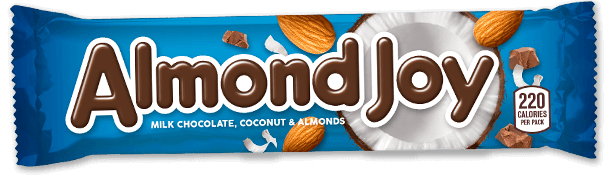 Almond Joy
MILK CHOCOLATE, COCONUT & ALMONDS
220
CALORIES
PER PACK